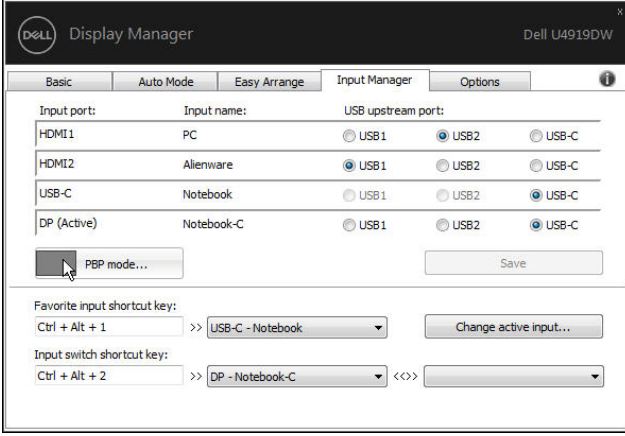 DELL Display Manager Dell U4919DW x
Basic Auto Mode Easy Arrange Input Manager Options i
Input port: Input name: USB upstream port:
HDMI1 PC USB1 USB2 USB-C
HDMI2 Alienware USB1 USB2 USB-C
USB-C Notebook USB1 USB2 USB-C
DP (Active) Notebook-C USB1 USB2 USB-C
PBP mode... Save
Favorite input shortcut key:
Ctrl + Alt + 1 >> USB-C - Notebook Change active input...
Input switch shortcut key:
Ctrl + Alt + 2 >> DP - Notebook-C <<>>